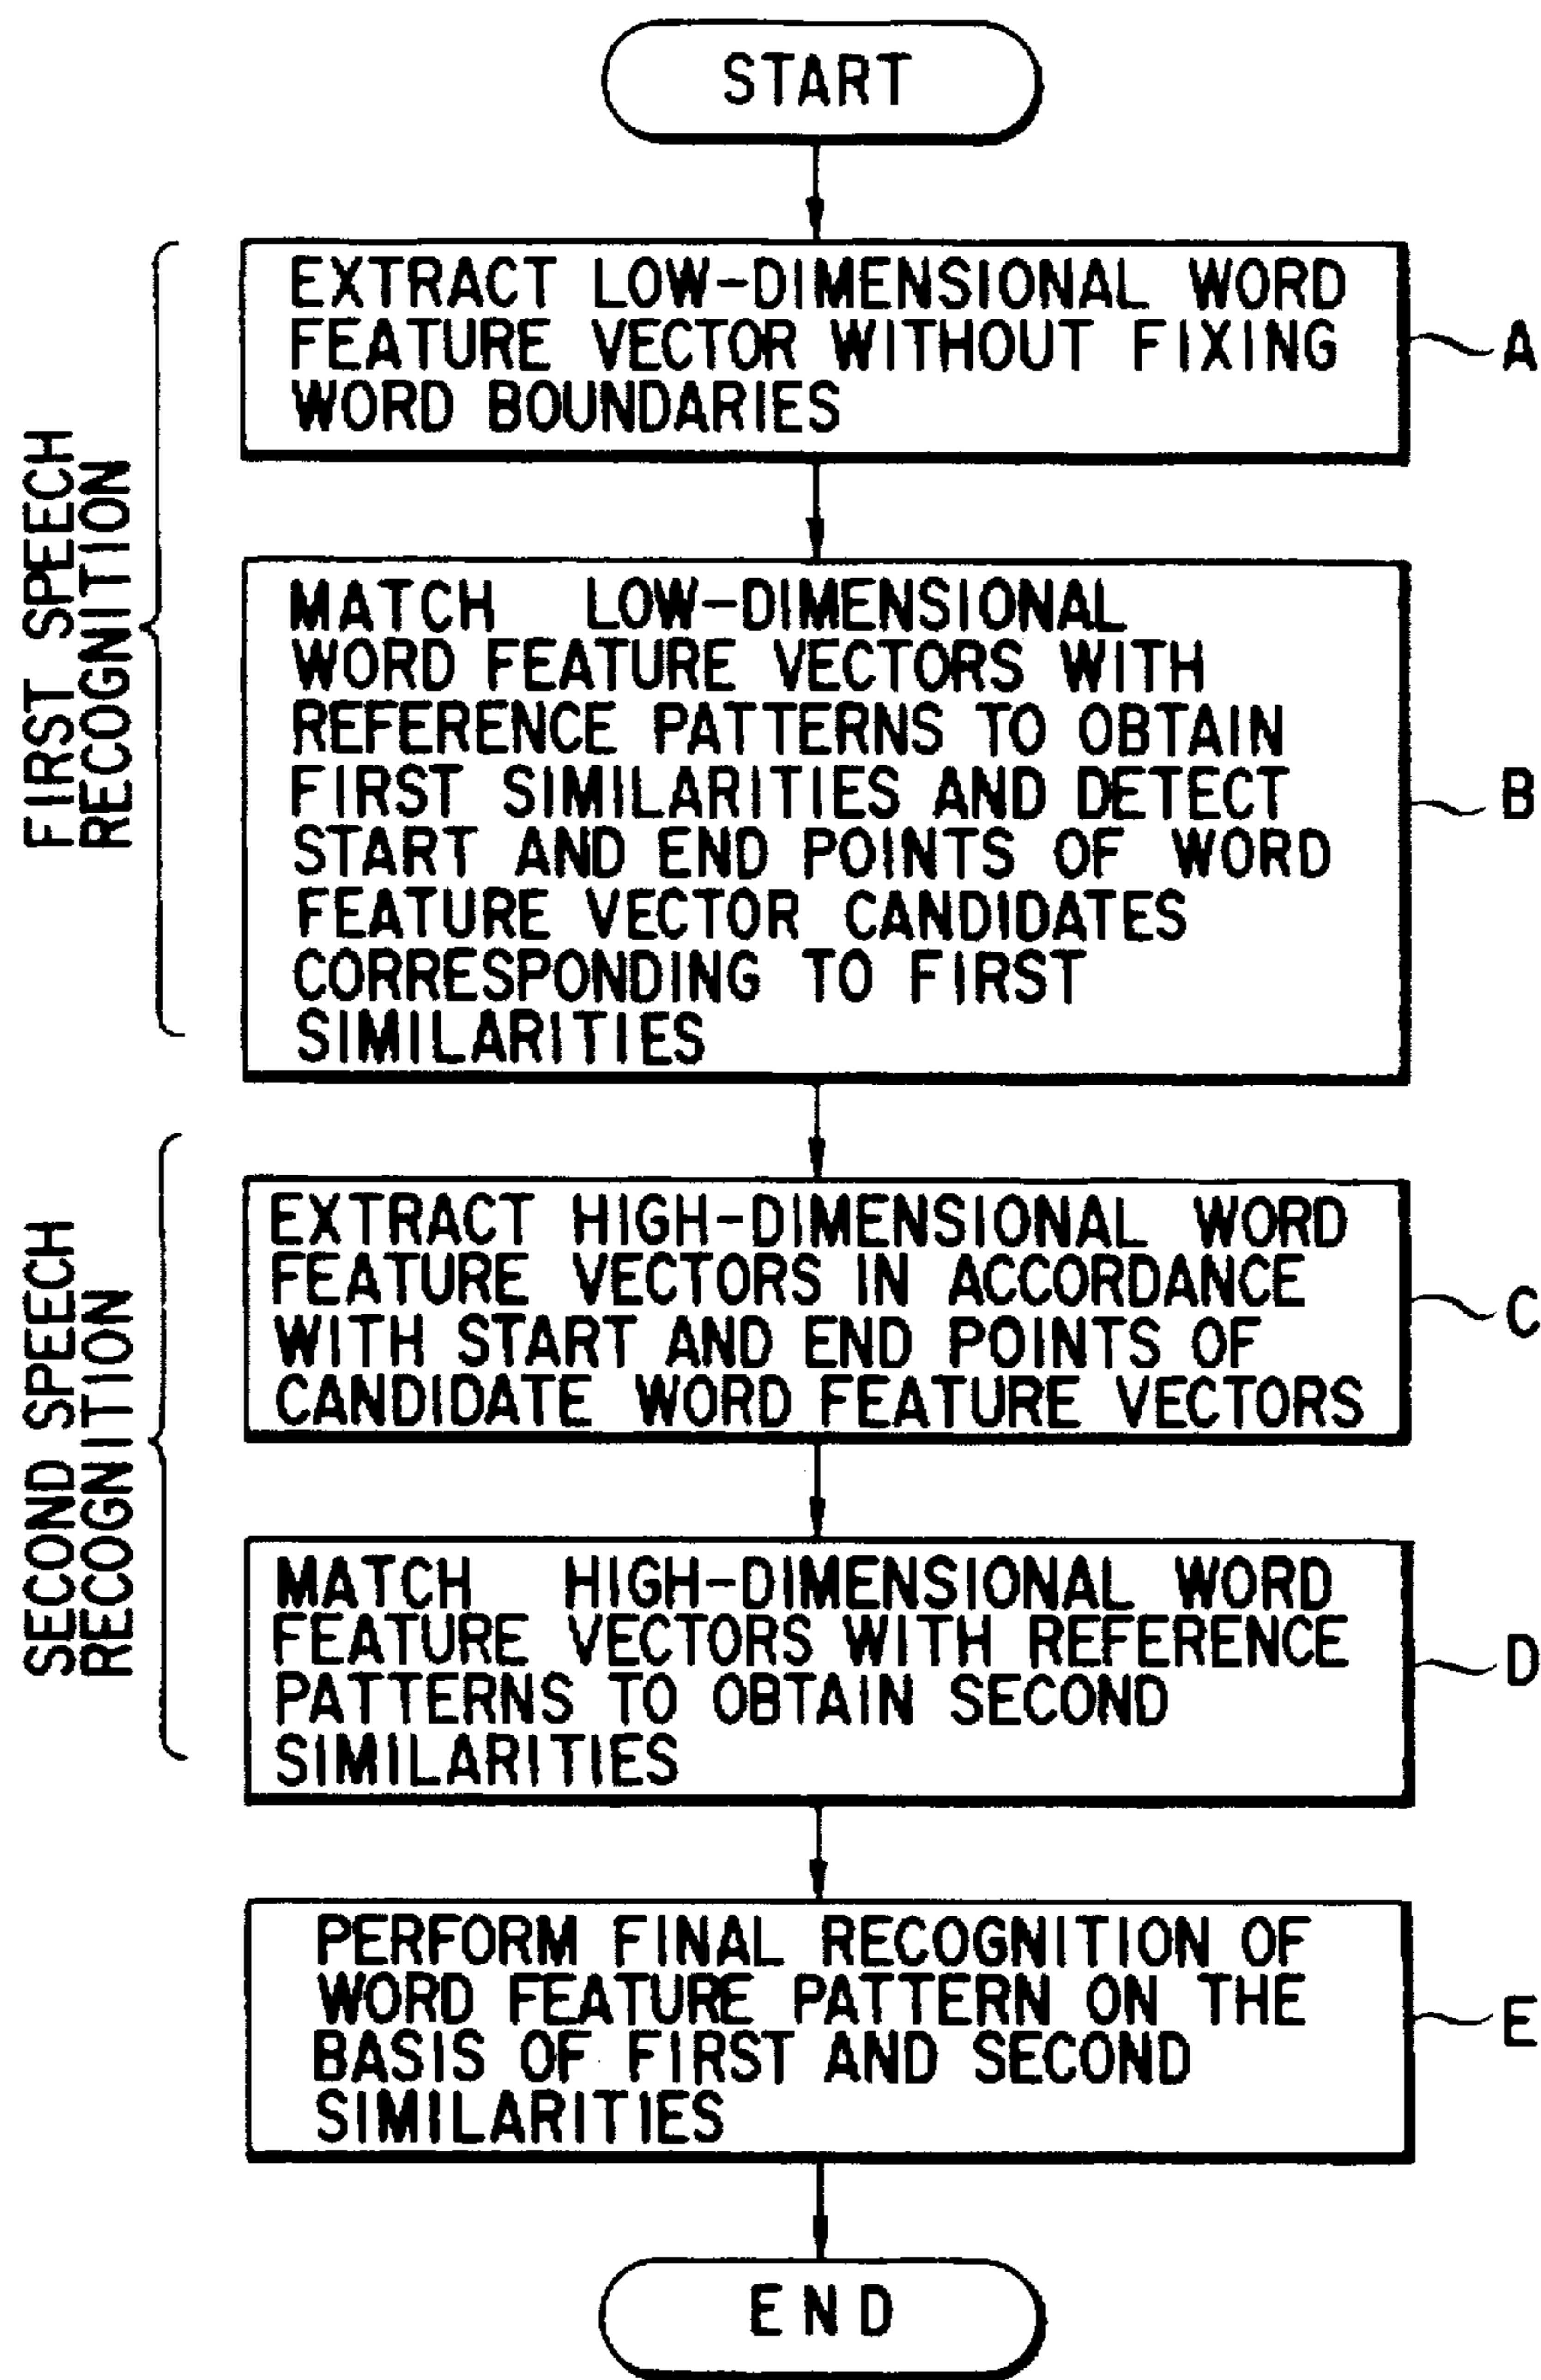 START
FIRST SPEECH
RECOGNITION
EXTRACT LOW-DIMENSIONAL WORD
FEATURE VECTOR WITHOUT FIXING
WORD BOUNDARIES
A
MATCH LOW-DIMENSIONAL
WORD FEATURE VECTORS WITH
REFERENCE PATTERNS TO OBTAIN
FIRST SIMILARITIES AND DETECT
START AND END POINTS OF WORD
FEATURE VECTOR CANDIDATES
CORRESPONDING TO FIRST
SIMILARITIES
B
SECOND SPEECH
RECOGNITION
EXTRACT HIGH-DIMENSIONAL WORD
FEATURE VECTORS IN ACCORDANCE
WITH START AND END POINTS OF
CANDIDATE WORD FEATURE VECTORS
C
MATCH HIGH-DIMENSIONAL WORD
FEATURE VECTORS WITH REFERENCE
PATTERNS TO OBTAIN SECOND
SIMILARITIES
D
PERFORM FINAL RECOGNITION OF
WORD FEATURE PATTERN ON THE
BASIS OF FIRST AND SECOND
SIMILARITIES
E
END